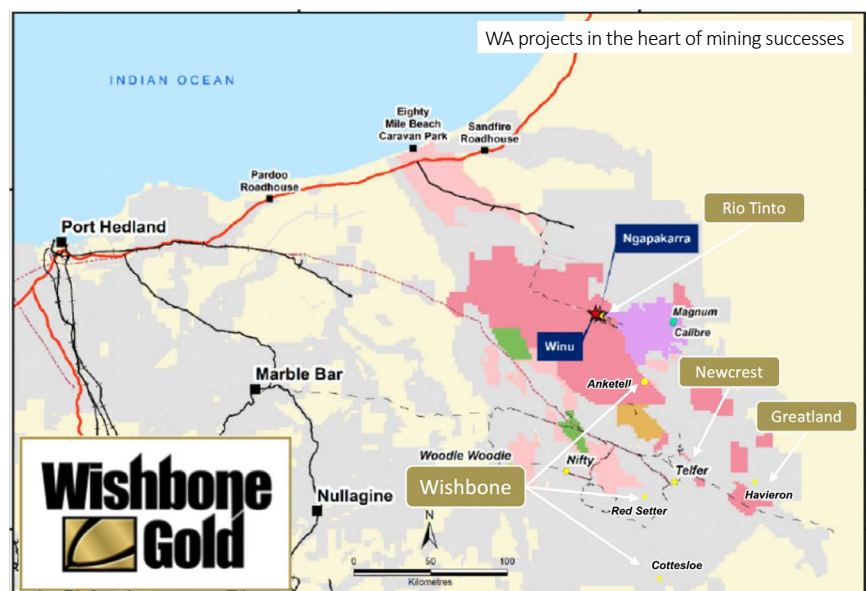 WA projects in the heart of mining successes
INDIAN OCEAN
Eighty
Mile Beach
Caravan Park
Sandfire
Roadhouse
Pardoo
Roadhouse
Port Hedland
Rio Tinto
Ngapakarra
Magnum
Calibre
Winu
Marble Bar
Anketell
Newcrest
Greatland
Woodie Woodie
Nifty
Telfer
Wishbone
Havieron
Red Setter
Nullagine
Cottesloe
N
0
50
100
Kilometres
Wishbone
Gold